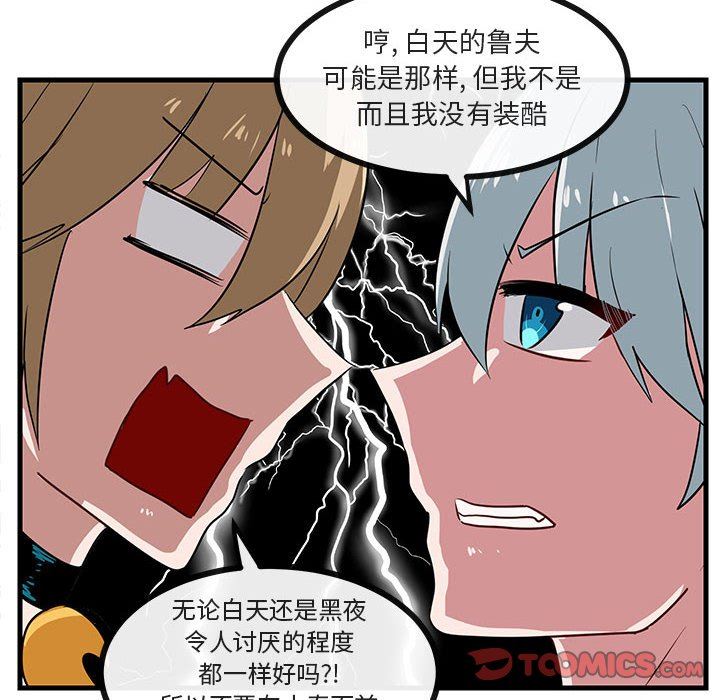 哼, 白天的鲁夫
可能是那样, 但我不是
而且我没有装酷
无论白天还是黑夜
令人讨厌的程度
都一样好吗?!
TOOMICS.COM